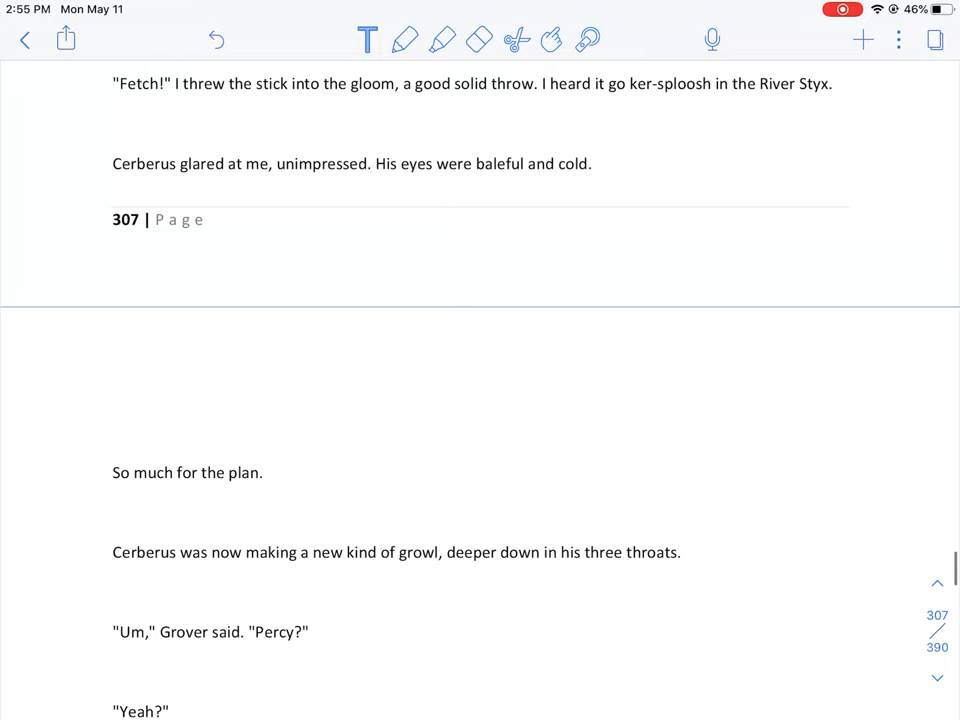 2:55 PM Mon May 11
46%
"Fetch!" I threw the stick into the gloom, a good solid throw. I heard it go ker-sploosh in the River Styx.
Cerberus glared at me, unimpressed. His eyes were baleful and cold.
307 | Page
So much for the plan.
Cerberus was now making a new kind of growl, deeper down in his three throats.
"Um," Grover said. "Percy?"
"Yeah?"
307
390